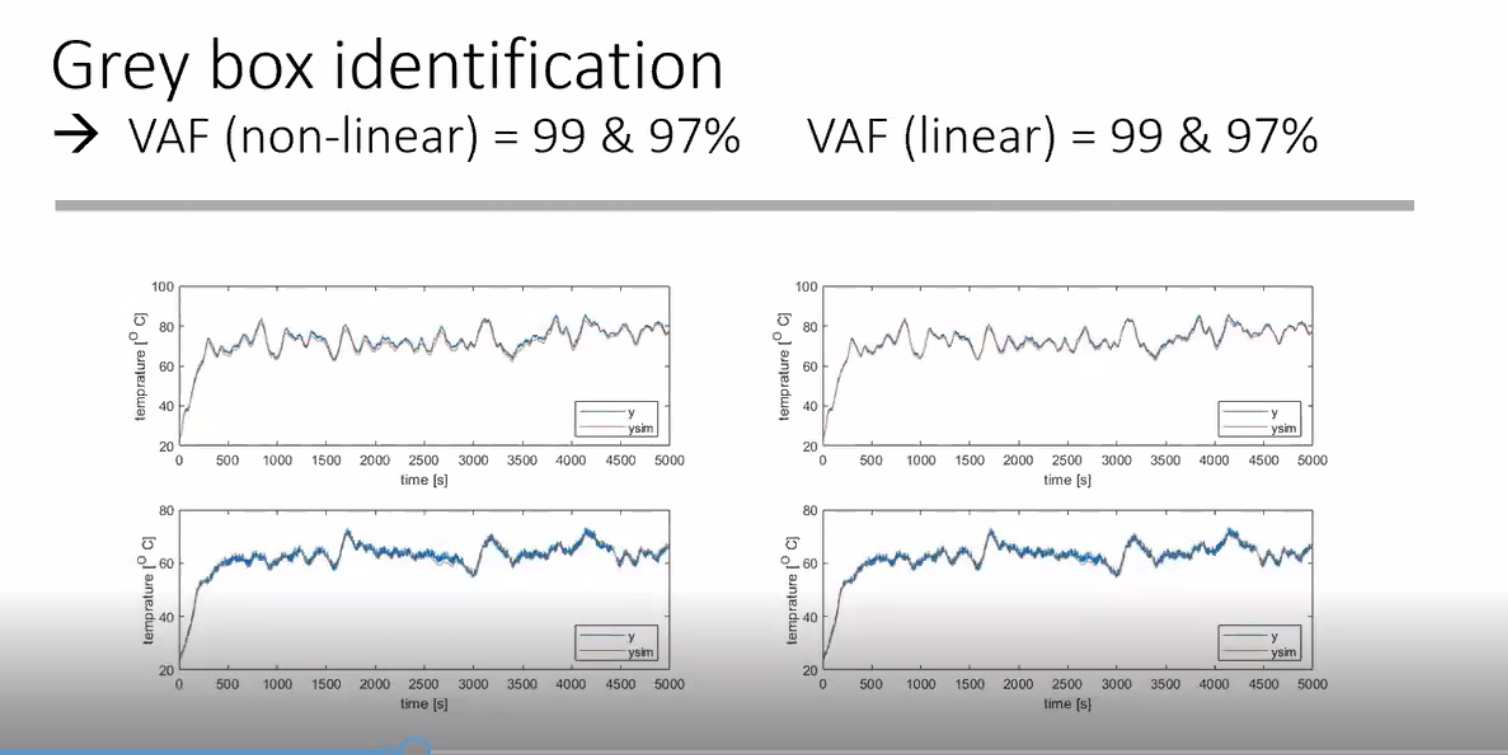 Grey box identification
→ VAF (non-linear) = 99 & 97% VAF (linear) = 99 & 97%
100
80
60
40
20
temprature [O C]
y
ysim
0 500 1000 1500 2000 2500 3000 3500 4000 4500 5000
time [s]
100
80
60
40
20
temprature [O C]
y
ysim
0 500 1000 1500 2000 2500 3000 3500 4000 4500 5000
time [s]
80
60
40
20
temprature [O C]
y
ysim
0 500 1000 1500 2000 2500 3000 3500 4000 4500 5000
time [s]
80
60
40
20
temprature [O C]
y
ysim
0 500 1000 1500 2000 2500 3000 3500 4000 4500 5000
time [s]